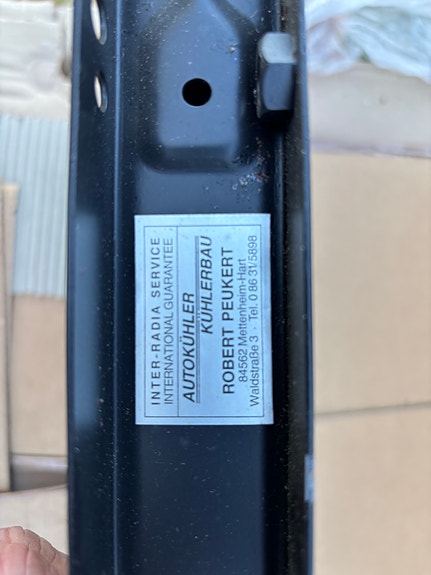 INTER-RADIA SERVICE
INTERNATIONAL GUARANTEE
AUTOKÜHLER
KÜHLERBAU
ROBERT PEUKERT
84562 Mettenheim-Hart
Waldstraße 3 · Tel. 0 86 31/5898